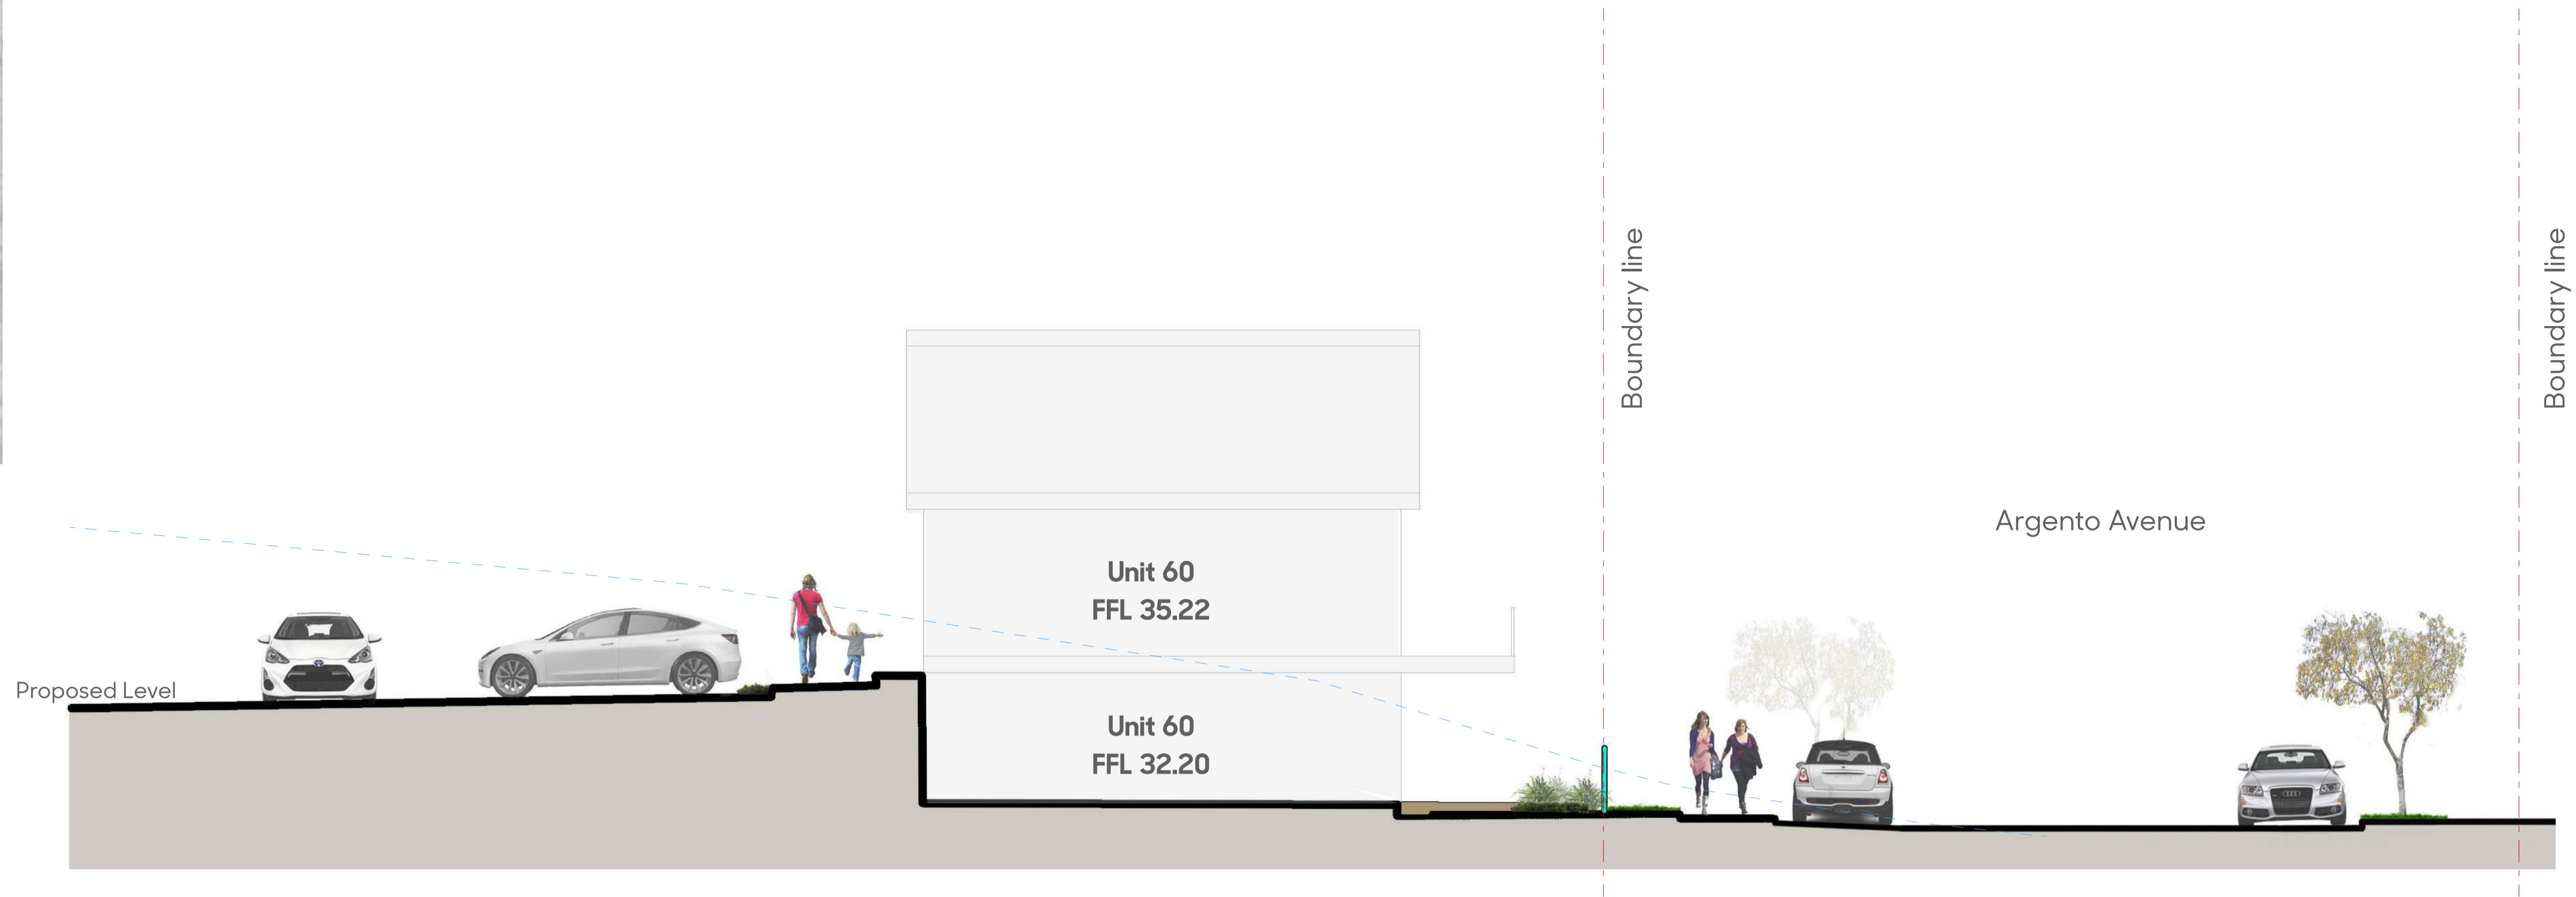 Boundary line
Boundary line
Argento Avenue
Unit 60
FFL 35.22
Proposed Level
Unit 60
FFL 32.20